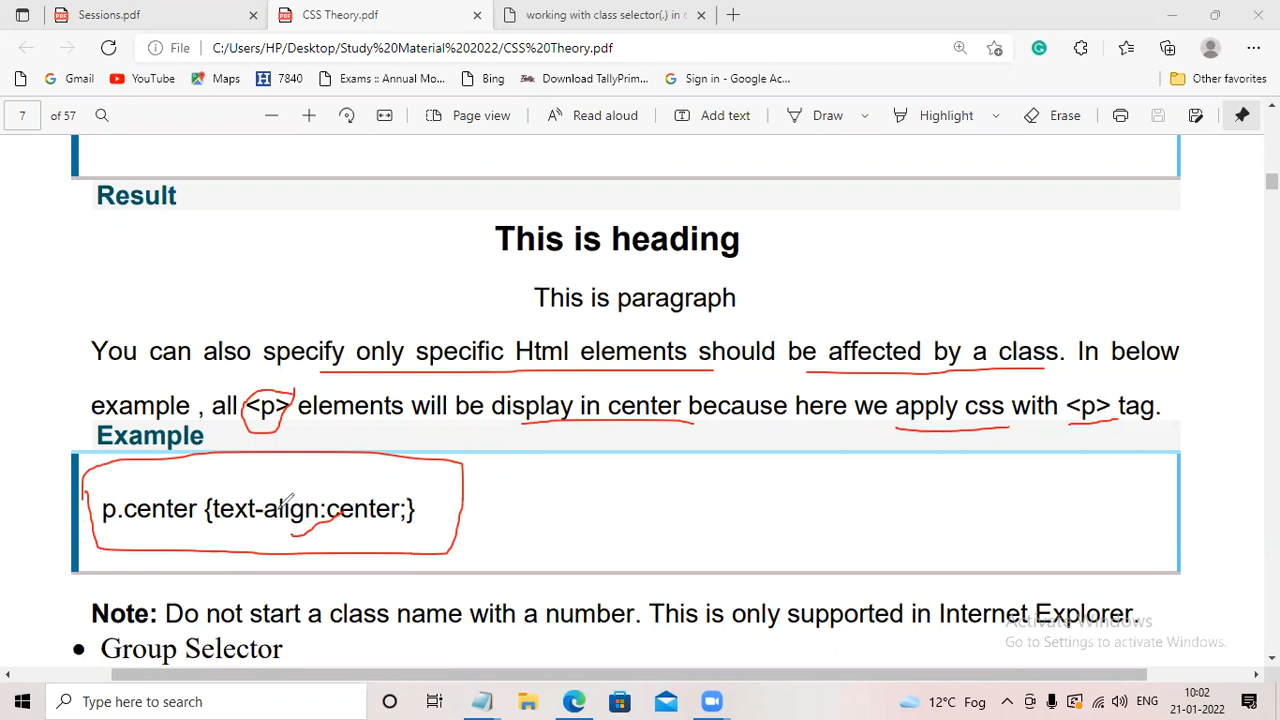 Sessions.pdf
CSS Theory.pdf
working with class selector(.) in c
File C:/Users/HP/Desktop/Study%20Material%202022/CSS%20Theory.pdf
Gmail YouTube Maps 7840 Exams :: Annual Mo... Bing Download TallyPrim... Sign in - Google Ac... Other favorites
7 of 57 Page view Read aloud Add text Draw Highlight Erase
Result
This is heading
This is paragraph
You can also specify only specific Html elements should be affected by a class. In below
example , all <p> elements will be display in center because here we apply css with <p> tag.
Example
p.center {text-align:center;}
Note: Do not start a class name with a number. This is only supported in Internet Explorer.
Activate Windows
Go to Settings to activate Windows.
• Group Selector
Type here to search
12°C Fog
ENG
10:02
21-01-2022